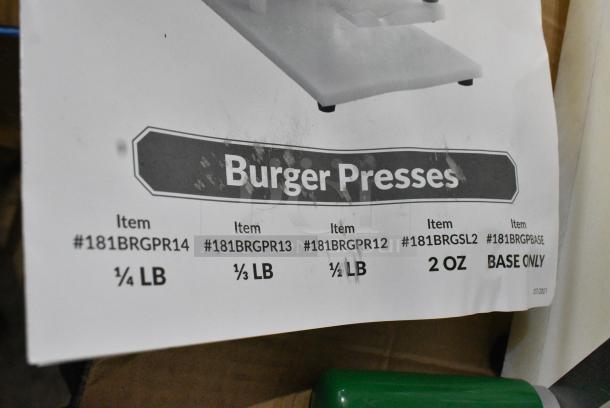 Burger Presses
Item Item Item Item Item
#181BRGPR14 #181BRGPR13 #181BRGPR12 #181BRGSL2 #181BRGPBASE
¼ LB ⅓ LB ½ LB 2 OZ BASE ONLY